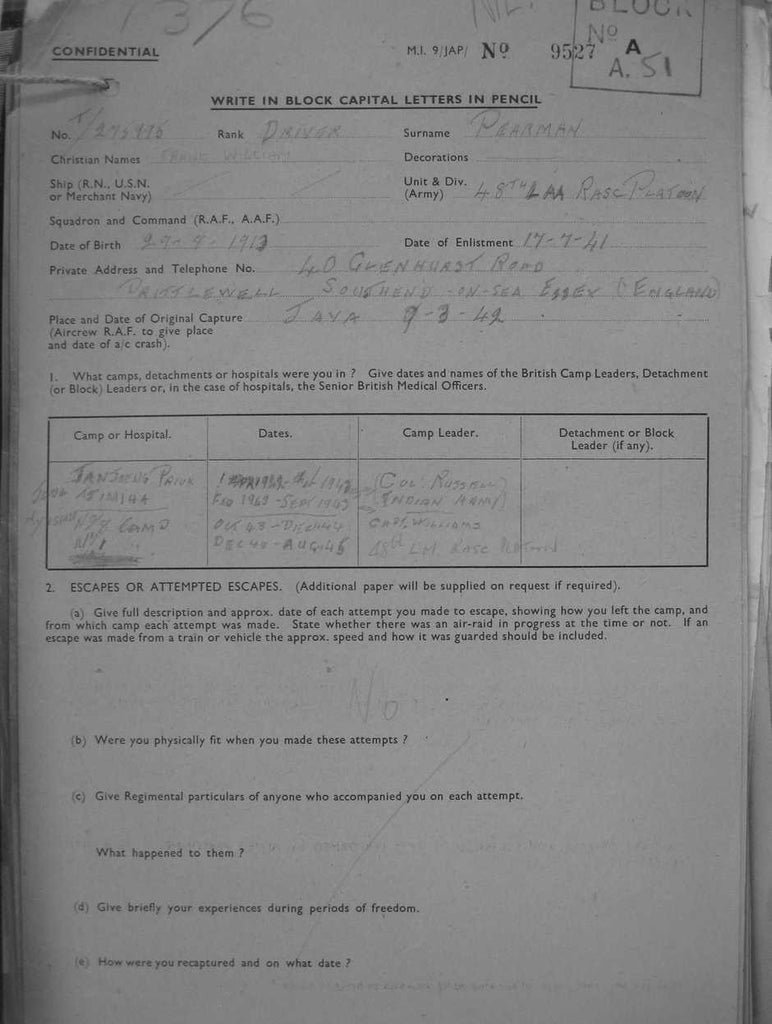 1376
BLOCK
Nº
A. 51
CONFIDENTIAL M.I. 9/JAP/ Nº 9527 A
WRITE IN BLOCK CAPITAL LETTERS IN PENCIL
No. T/275995 Rank DRIVER Surname PEARMAN
Christian Names FRANK WILLIAM Decorations
Ship (R.N., U.S.N. or Merchant Navy) Unit & Div. (Army) 48TH LAA RASC PLATOON
Squadron and Command (R.A.F., A.A.F.)
Date of Birth 29-8-1913 Date of Enlistment 17-7-41
Private Address and Telephone No. 40 GLENHURST ROAD
PRITTLEWELL SOUTHEND-ON-SEA ESSEX (ENGLAND)
Place and Date of Original Capture JAVA 9-3-42
(Aircrew R.A.F. to give place
and date of a/c crash).
1. What camps, detachments or hospitals were you in ? Give dates and names of the British Camp Leaders, Detachment
(or Block) Leaders or, in the case of hospitals, the Senior British Medical Officers.
Camp or Hospital. Dates. Camp Leader. Detachment or Block Leader (if any).
TANJONG PRIOK (COL. RUSSELL)
FEB 1943 - SEPT 1943 (INDIAN ARMY)
CAMP OCT 43 - DEC 44 CAPT. WILLIAMS
DEC 44 - AUG 45 48th
2. ESCAPES OR ATTEMPTED ESCAPES. (Additional paper will be supplied on request if required).
(a) Give full description and approx. date of each attempt you made to escape, showing how you left the camp, and
from which camp each attempt was made. State whether there was an air-raid in progress at the time or not. If an
escape was made from a train or vehicle the approx. speed and how it was guarded should be included.
No
(b) Were you physically fit when you made these attempts ?
(c) Give Regimental particulars of anyone who accompanied you on each attempt.
What happened to them ?
(d) Give briefly your experiences during periods of freedom.
(e) How were you recaptured and on what date ?